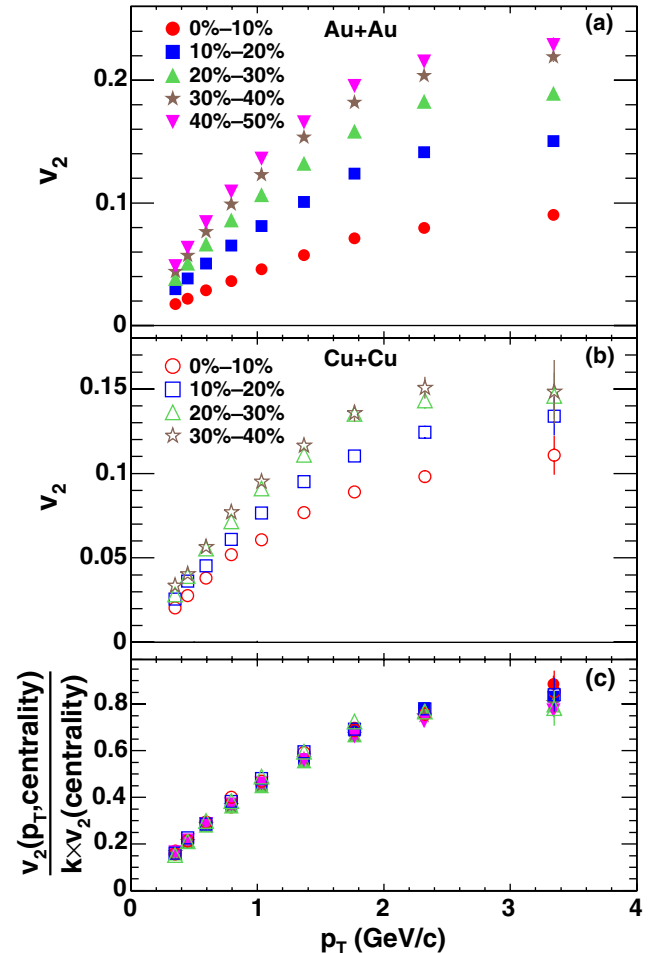 (a)
Au+Au
0%–10%
10%–20%
20%–30%
30%–40%
40%–50%
v2
0.2
0.1
0
(b)
Cu+Cu
0%–10%
10%–20%
20%–30%
30%–40%
v2
0.15
0.1
0.05
0
(c)
v2(pT,centrality)
k×v2(centrality)
0.8
0.6
0.4
0.2
0
0 1 2 3 4
pT (GeV/c)